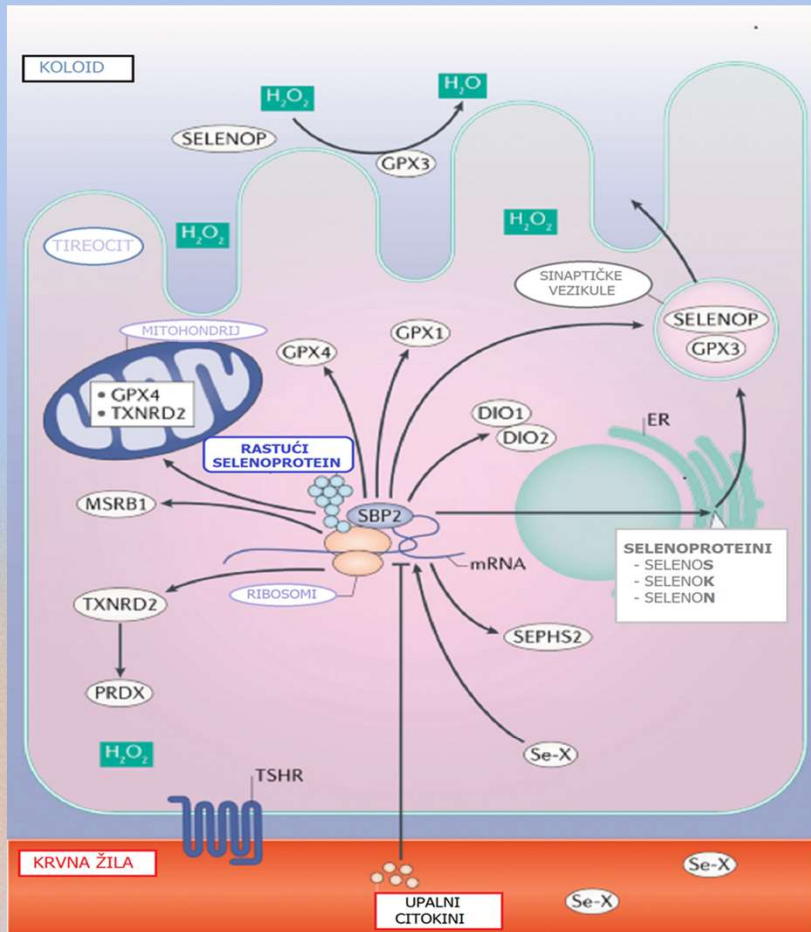 KOLOID
H₂O₂
H₂O
SELENOP
GPX3
TIREOCIT
H₂O₂
H₂O₂
SINAPTIČKE
VEZIKULE
SELENOP
GPX3
MITOHONDRIJ
• GPX4
• TXNRD2
GPX4
GPX1
DIO1
DIO2
ER
RASTUĆI
SELENOPROTEIN
MSRB1
SBP2
mRNA
RIBOSOMI
SELENOPROTEINI
- SELENOS
- SELENOK
- SELENON
TXNRD2
SEPHS2
PRDX
H₂O₂
Se-X
TSHR
KRVNA ŽILA
UPALNI
CITOKINI
Se-X
Se-X